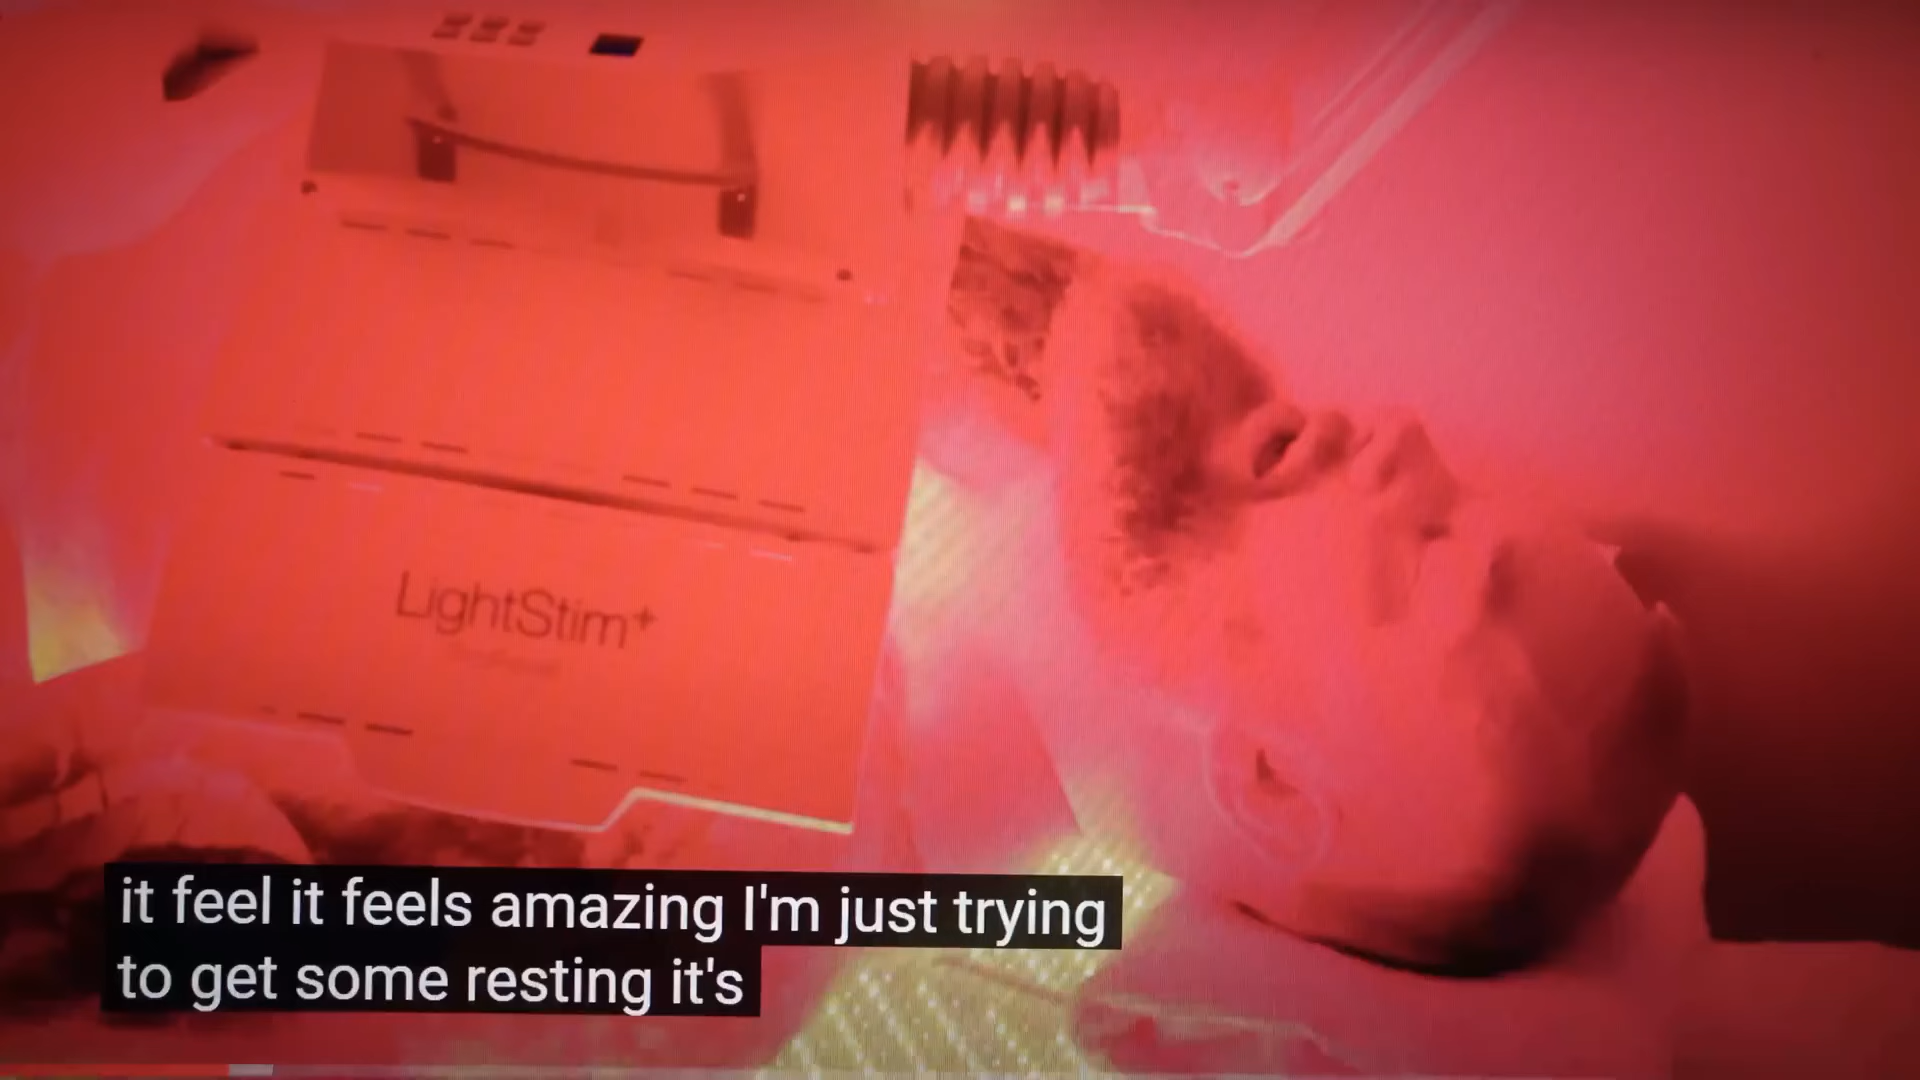 LightStim+
it feel it feels amazing I'm just trying
to get some resting it's